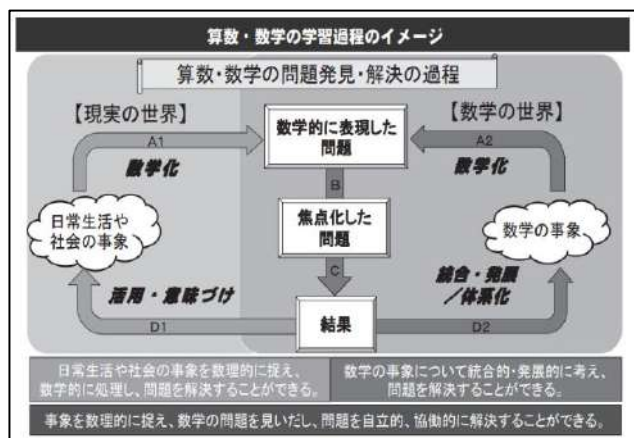 算数・数学の学習過程のイメージ
算数・数学の問題発見・解決の過程
【現実の世界】
【数学の世界】
A1
数学的に表現した
問題
A2
数学化
数学化
B
日常生活や
社会の事象
焦点化した
問題
数学の事象
C
活用・意味づけ
統合・発展
／体系化
D1
結果
D2
日常生活や社会の事象を数理的に捉え、
数学的に処理し、問題を解決することができる。
数学の事象について統合的・発展的に考え、
問題を解決することができる。
事象を数理的に捉え、数学の問題を見いだし、問題を自立的、協働的に解決することができる。